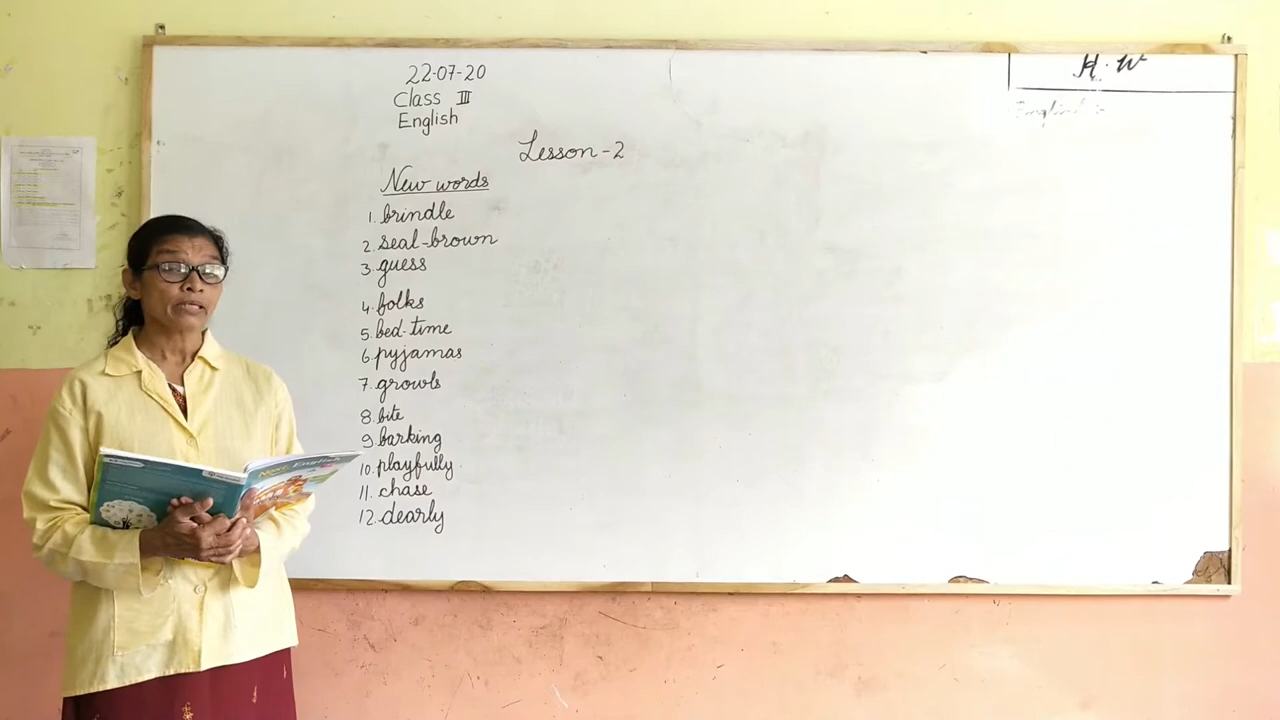 22-07-20
Class III
English
Lesson-2
New words
1. brindle
2. seal-brown
3. guess
4. folks
5. bed-time
6. pyjamas
7. growls
8. bite
9. barking
10. playfully
11. chase
12. dearly
H.W
English